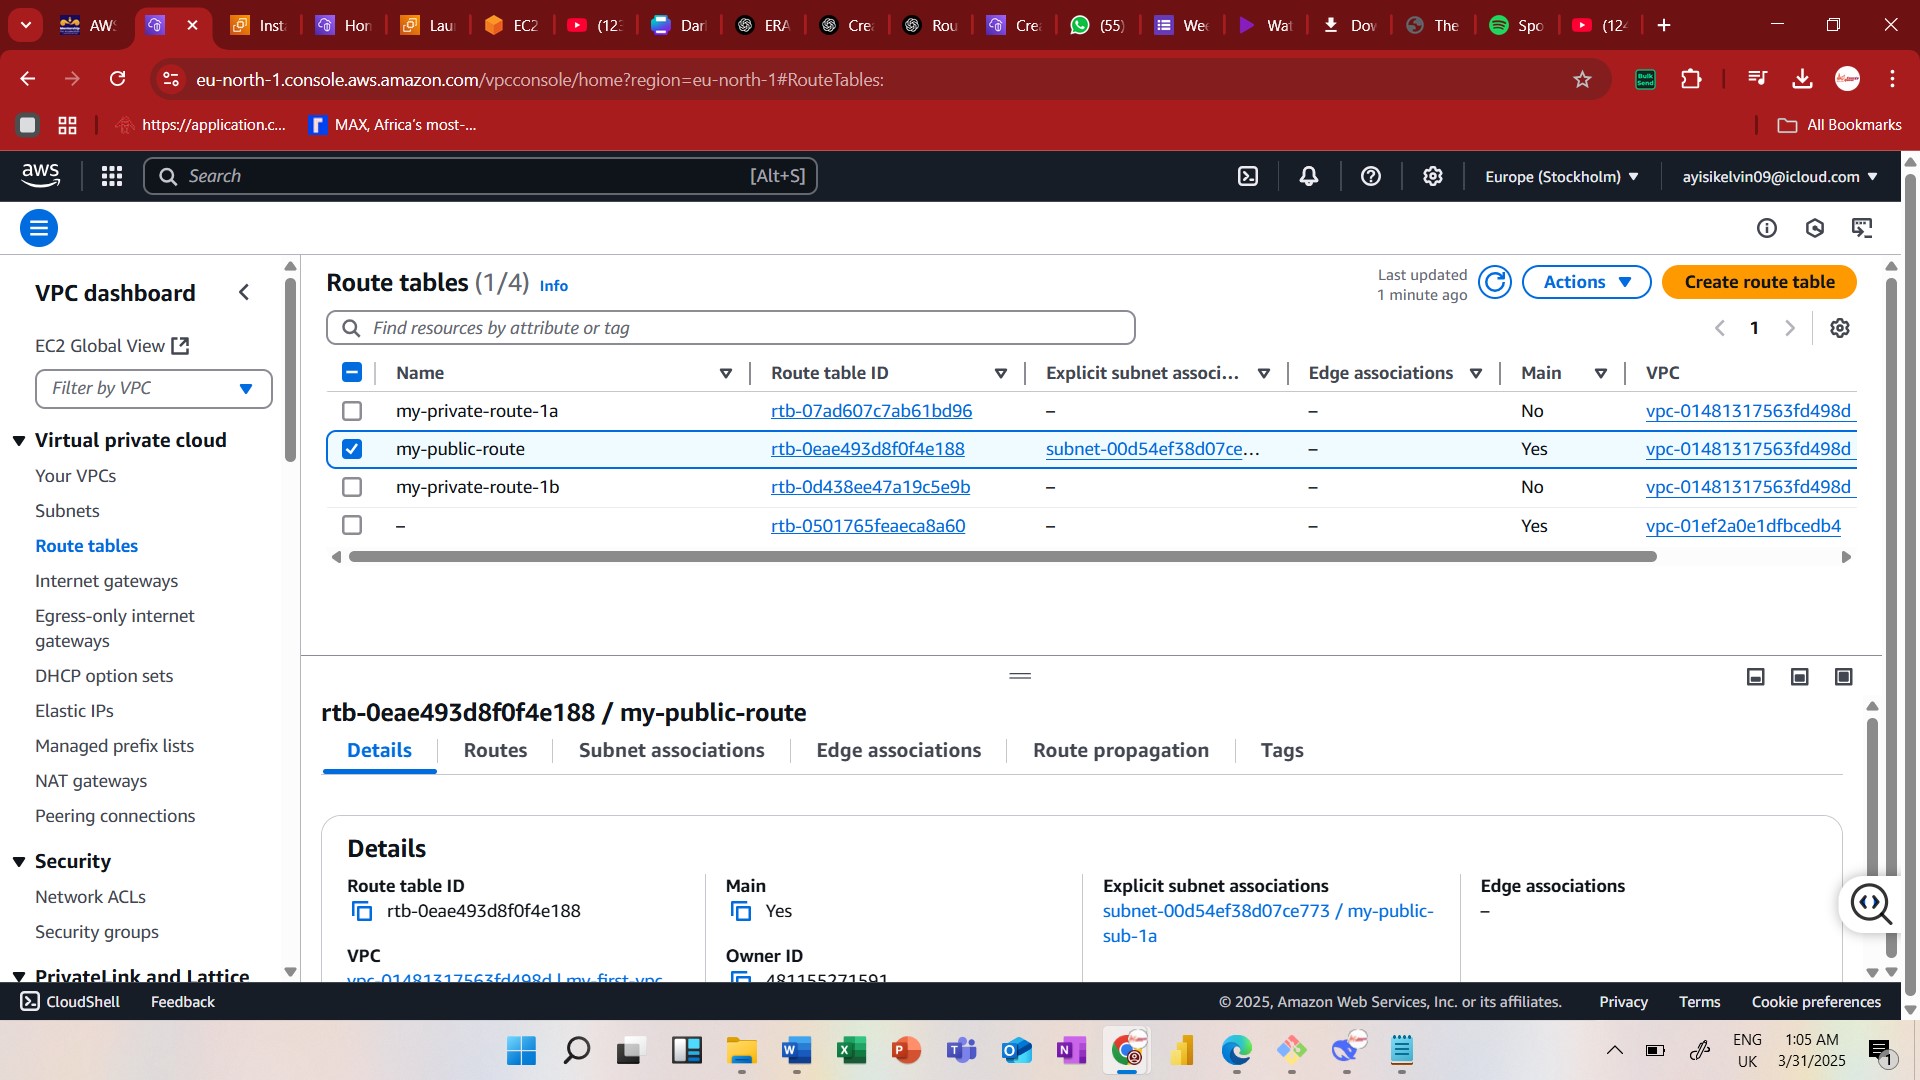 AWS
Inst
Hon
Lau
EC2
(123
Dar
ERA
Crea
Rou
Crea
(55)
Wee
Wat
Dow
The
Spo
(124
eu-north-1.console.aws.amazon.com/vpcconsole/home?region=eu-north-1#RouteTables:
Bulk Send
https://application.c...
MAX, Africa's most-...
All Bookmarks
aws
Search
[Alt+S]
Europe (Stockholm)
ayisikelvin09@icloud.com
VPC dashboard
EC2 Global View
Filter by VPC
Virtual private cloud
Your VPCs
Subnets
Route tables
Internet gateways
Egress-only internet
gateways
DHCP option sets
Elastic IPs
Managed prefix lists
NAT gateways
Peering connections
Security
Network ACLs
Security groups
PrivateLink and Lattice
Route tables (1/4) Info
Last updated
1 minute ago
Actions
Create route table
Find resources by attribute or tag
1
Name Route table ID Explicit subnet associ... Edge associations Main VPC
my-private-route-1a rtb-07ad607c7ab61bd96 – – No vpc-01481317563fd498d
my-public-route rtb-0eae493d8f0f4e188 subnet-00d54ef38d07ce... – Yes vpc-01481317563fd498d
my-private-route-1b rtb-0d438ee47a19c5e9b – – No vpc-01481317563fd498d
– rtb-0501765feaeca8a60 – – Yes vpc-01ef2a0e1dfbcedb4
rtb-0eae493d8f0f4e188 / my-public-route
Details Routes Subnet associations Edge associations Route propagation Tags
Details
Route table ID
rtb-0eae493d8f0f4e188
VPC
vpc-01481317563fd498d | my-first-vpc
Main
Yes
Owner ID
481155271591
Explicit subnet associations
subnet-00d54ef38d07ce773 / my-public-
sub-1a
Edge associations
–
CloudShell Feedback
© 2025, Amazon Web Services, Inc. or its affiliates. Privacy Terms Cookie preferences
ENG
UK
1:05 AM
3/31/2025
1